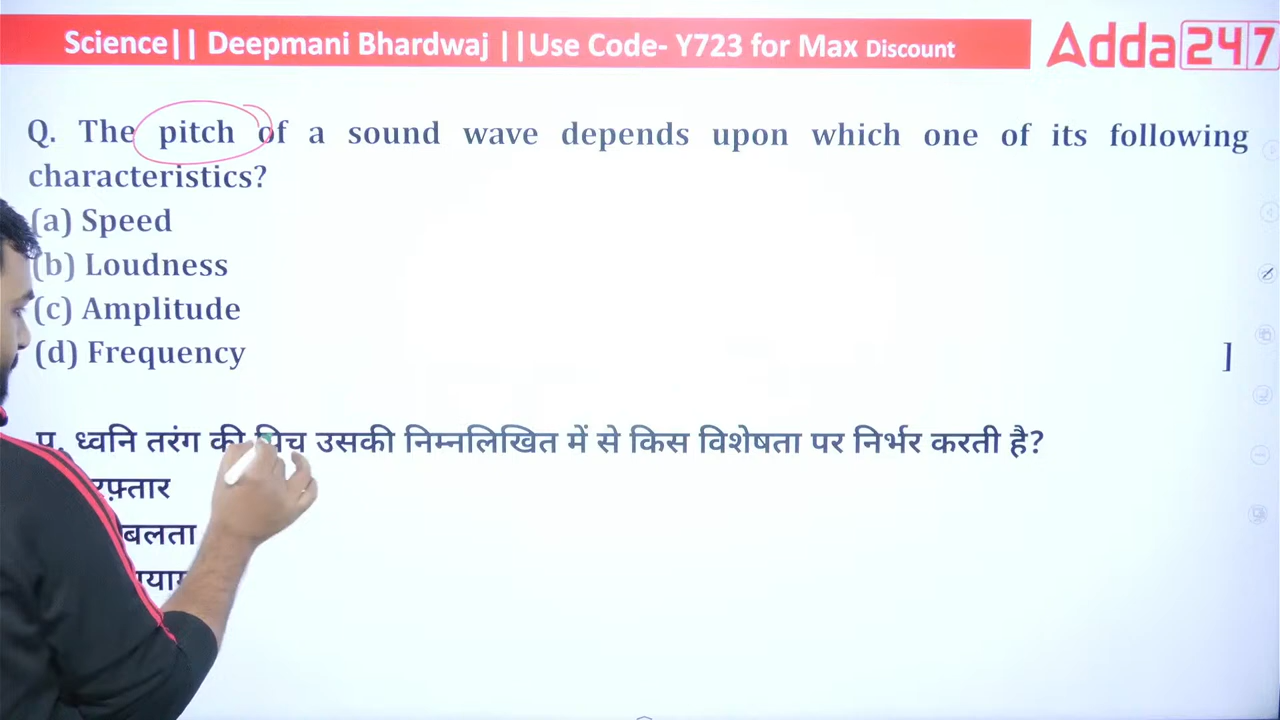 Science|| Deepmani Bhardwaj ||Use Code- Y723 for Max Discount
Adda247
Q. The pitch of a sound wave depends upon which one of its following
characteristics?
(a) Speed
(b) Loudness
(c) Amplitude
(d) Frequency
]
प्र. ध्वनि तरंग की पिच उसकी निम्नलिखित में से किस विशेषता पर निर्भर करती है?
रफ़्तार